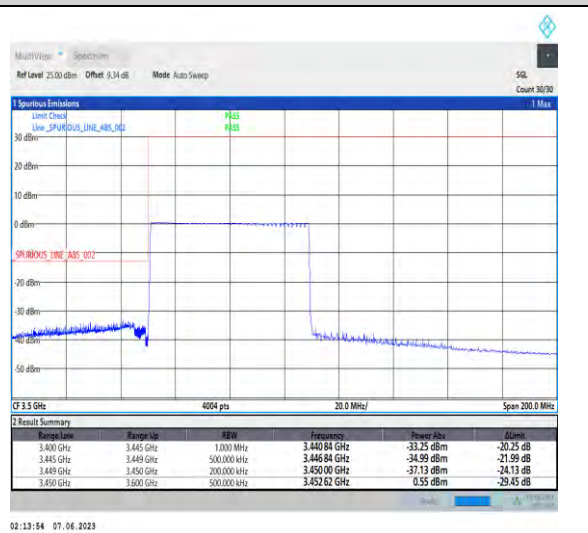 MultiView Spectrum
Ref Level 25.00 dBm Offset 9.34 dB Mode Auto Sweep SGL
Count 30/30
1 Spurious Emissions 1 Max
Limit Check PASS
Line _SPURIOUS_LINE_ABS_002 PASS
30 dBm
20 dBm
10 dBm
0 dBm
_SPURIOUS_LINE_ABS_002
-20 dBm
-30 dBm
-40 dBm
-50 dBm
CF 3.5 GHz 4004 pts 20.0 MHz/ Span 200.0 MHz
2 Result Summary
Range Low Range Up RBW Frequency Power Abs ΔLimit
3.400 GHz 3.445 GHz 1.000 MHz 3.440 84 GHz -33.25 dBm -20.25 dB
3.445 GHz 3.449 GHz 500.000 kHz 3.446 84 GHz -34.99 dBm -21.99 dB
3.449 GHz 3.450 GHz 200.000 kHz 3.450 00 GHz -37.13 dBm -24.13 dB
3.450 GHz 3.600 GHz 500.000 kHz 3.452 62 GHz 0.55 dBm -29.45 dB
02:13:54 07.06.2023